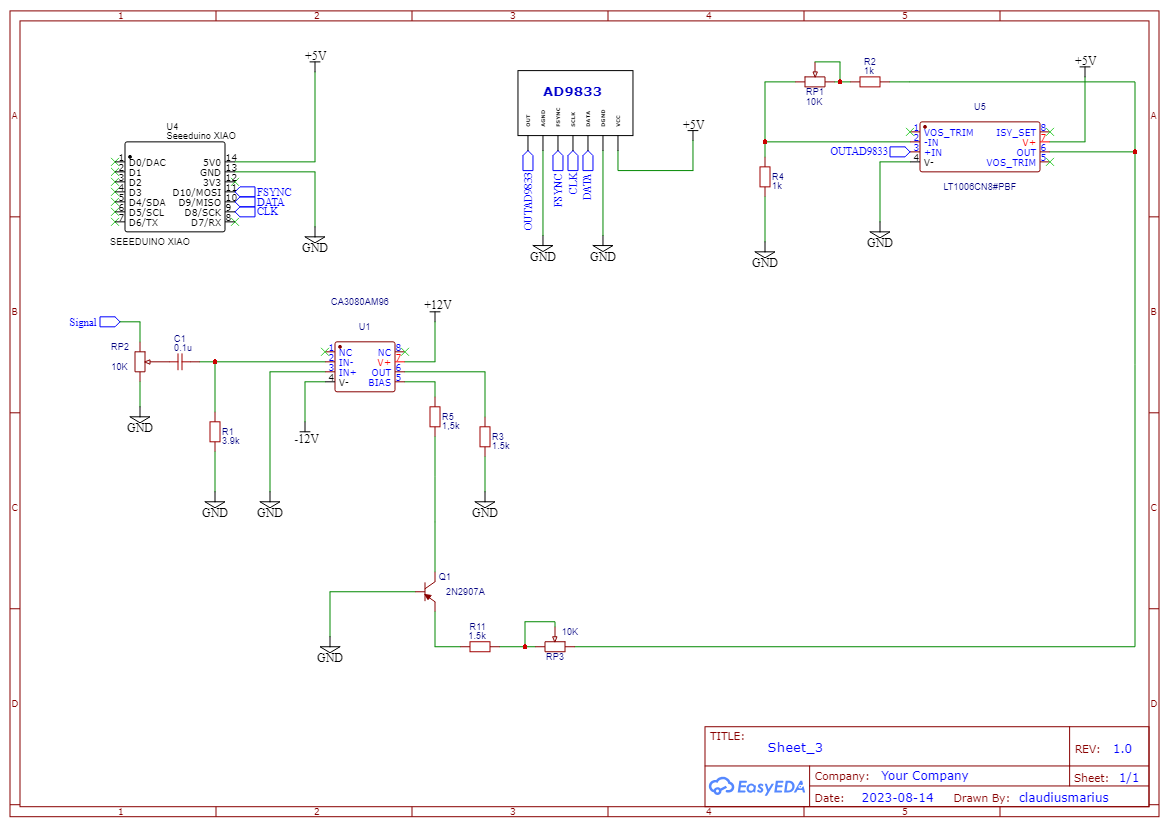 1 2 3 4 5
A
B
C
D
A
B
C
D
1 2 3 4 5
U4
Seeeduino XIAO
+5V
1 D0/DAC
2 D1
3 D2
4 D3
5 D4/SDA
6 D5/SCL
7 D6/TX
5V0 14
GND 13
3V3 12
D10/MOSI 11 FSYNC
D9/MISO 10 DATA
D8/SCK 9 CLK
D7/RX 8
SEEEDUINO XIAO
GND
AD9833
OUT
AGND
FSYNC
SCLK
DATA
DGND
VCC
OUTAD9833
FSYNC
CLK
DATA
+5V
GND
GND
RP1
10K
R2
1k
R4
1k
GND
+5V
U5
1 VOS_TRIM
2 -IN
OUTAD9833 3 +IN
4 V-
ISY_SET 8
V+ 7
OUT 6
VOS_TRIM 5
LT1006CN8#PBF
GND
Signal
RP2
10K
GND
C1
0.1u
R1
3.9k
GND
GND
CA3080AM96
U1
1 NC
2 IN-
3 IN+
4 V-
NC 8
V+ 7
OUT 6
BIAS 5
+12V
-12V
R5
1,5k
R3
1.5k
GND
Q1
2N2907A
GND
R11
1.5k
10K
RP3
TITLE:
Sheet_3
REV: 1.0
EasyEDA
Company: Your Company
Sheet: 1/1
Date: 2023-08-14 Drawn By: claudiusmarius